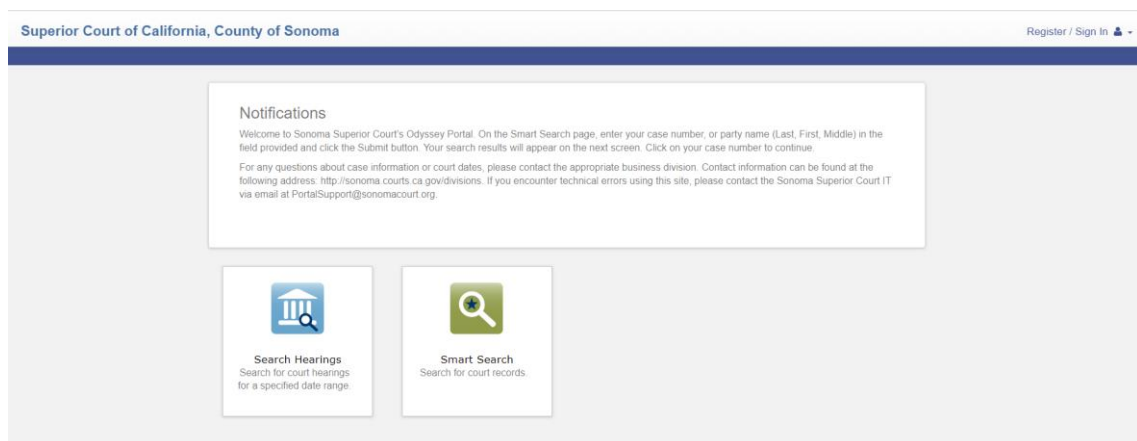 Superior Court of California, County of Sonoma
Register / Sign In
Notifications
Welcome to Sonoma Superior Court's Odyssey Portal. On the Smart Search page, enter your case number, or party name (Last, First, Middle) in the
field provided and click the Submit button. Your search results will appear on the next screen. Click on your case number to continue.
For any questions about case information or court dates, please contact the appropriate business division. Contact information can be found at the
following address: http://sonoma.courts.ca.gov/divisions. If you encounter technical errors using this site, please contact the Sonoma Superior Court IT
via email at PortalSupport@sonomacourt.org.
Search Hearings
Search for court hearings
for a specified date range.
Smart Search
Search for court records.